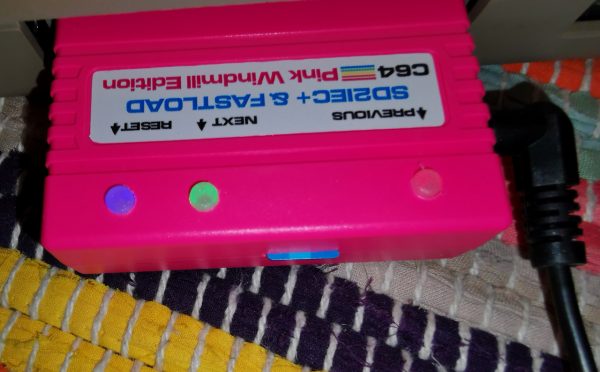 ↑PREVIOUS NEXT ↑ RESET↑
SD2IEC+ & FASTLOAD
C64 Pink Windmill Edition